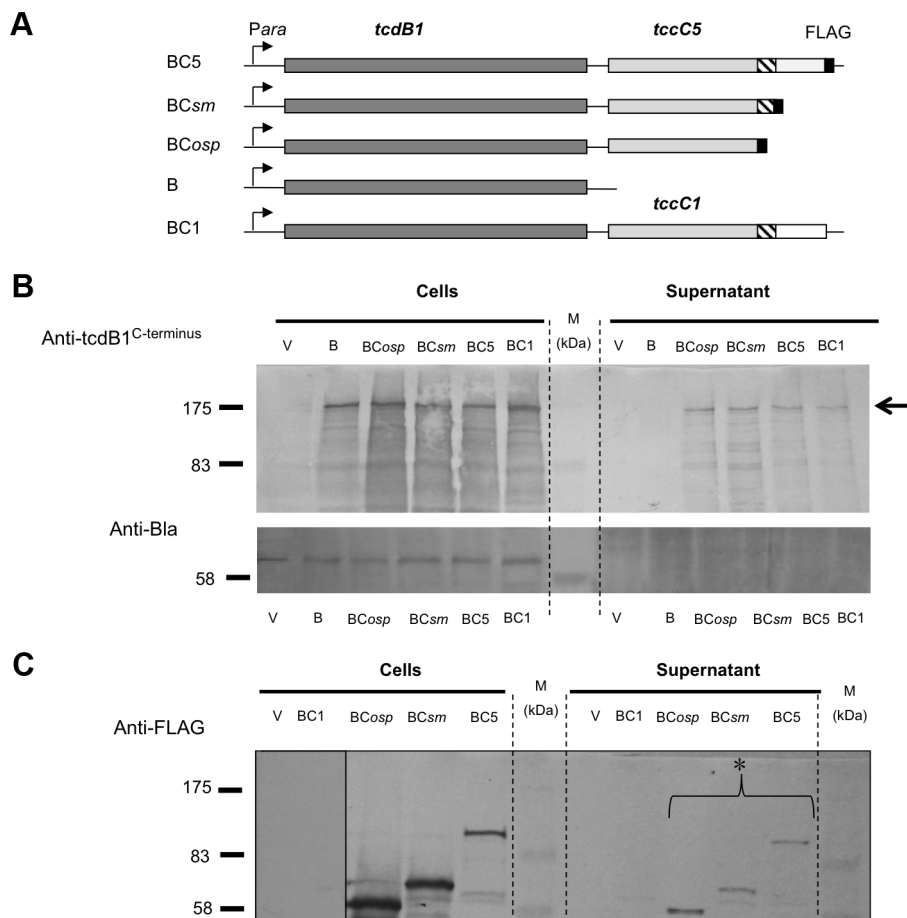 A
Para tcdB1 tccC5 FLAG
BC5
BCsm
BCosp
B
tccC1
BC1
B
Cells Supernatant
Anti-tcdB1C-terminus
M
(kDa)
V B BCosp BCsm BC5 BC1 V B BCosp BCsm BC5 BC1
175
83
Anti-Bla
58
V B BCosp BCsm BC5 BC1 V B BCosp BCsm BC5 BC1
C
Cells Supernatant
M
(kDa)
M
(kDa)
V BC1 BCosp BCsm BC5 V BC1 BCosp BCsm BC5
Anti-FLAG
*
175
83
58